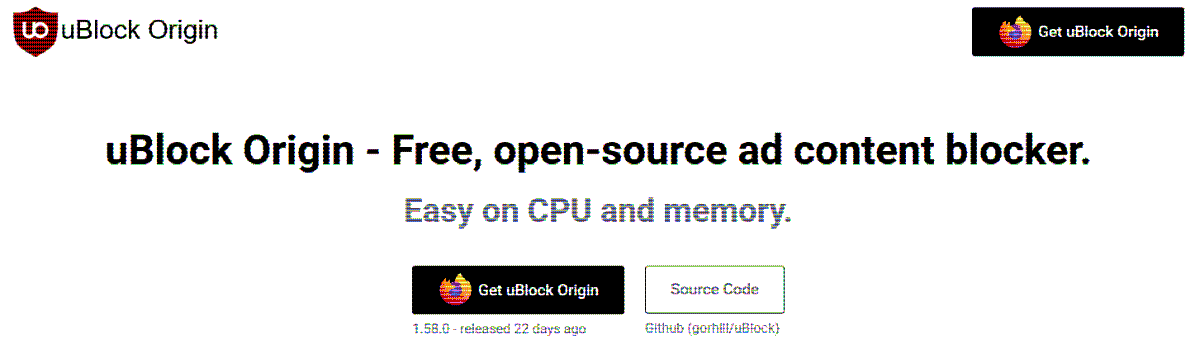 uBlock Origin
Get uBlock Origin
uBlock Origin - Free, open-source ad content blocker.
Easy on CPU and memory.
Get uBlock Origin
Source Code
1.58.0 - released 22 days ago
Github (gorhill/uBlock)